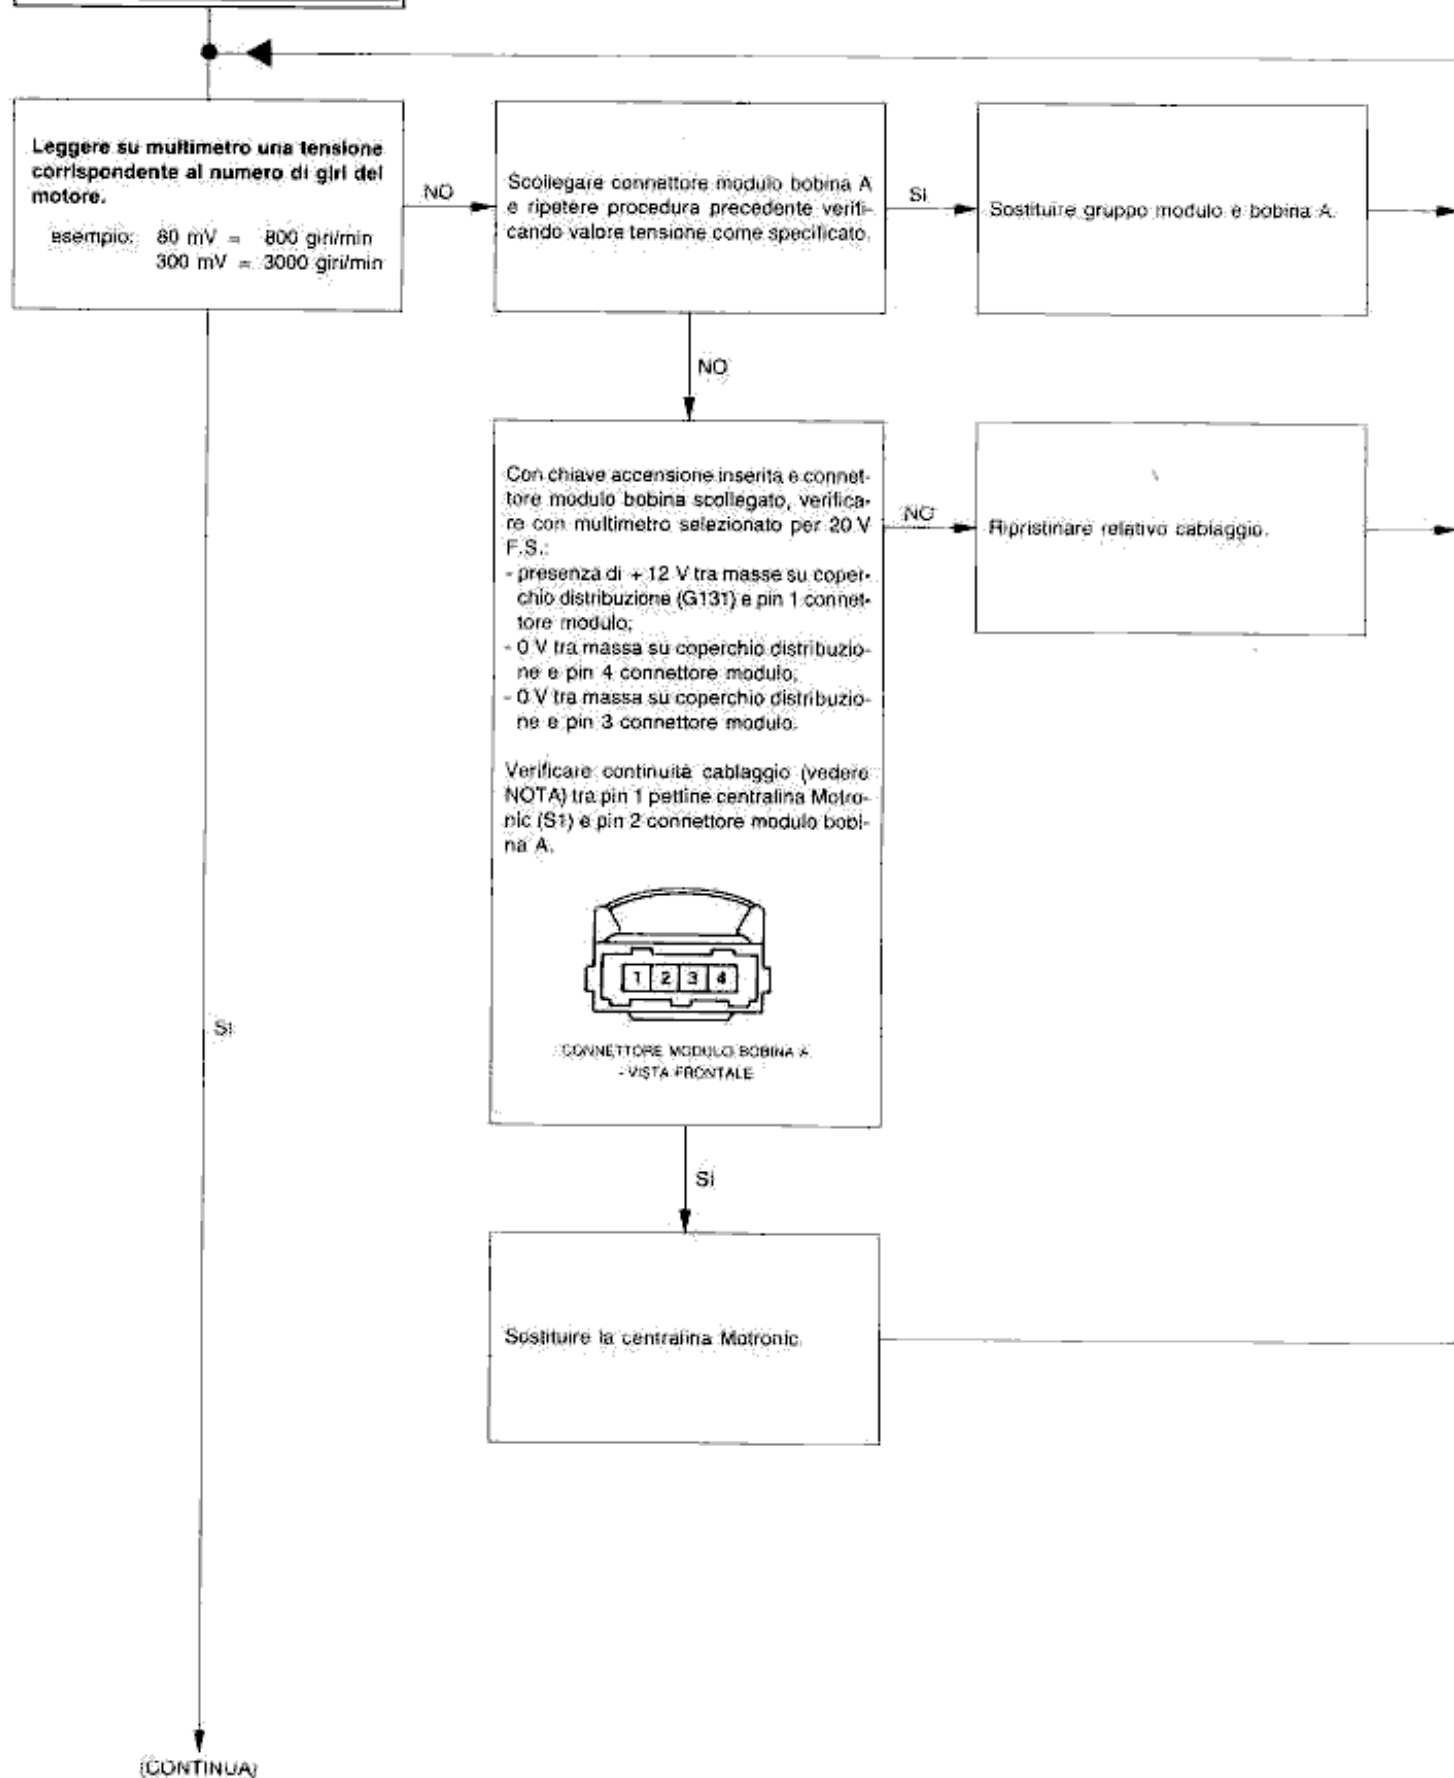 Leggere su multimetro una tensione
corrispondente al numero di giri del
motore.
esempio: 80 mV = 800 giri/min
300 mV = 3000 giri/min
NO
Scollegare connettore modulo bobina A
e ripetere procedura precedente verifi-
cando valore tensione come specificato.
SI
Sostituire gruppo modulo e bobina A.
NO
Con chiave accensione inserita e connet-
tore modulo bobina scollegato, verifica-
re con multimetro selezionato per 20 V
F.S.:
- presenza di + 12 V tra masse su coper-
chio distribuzione (G131) e pin 1 connet-
tore modulo;
- 0 V tra massa su coperchio distribuzio-
ne e pin 4 connettore modulo;
- 0 V tra massa su coperchio distribuzio-
ne e pin 3 connettore modulo.
Verificare continuità cablaggio (vedere
NOTA) tra pin 1 pettine centralina Motro-
nic (S1) e pin 2 connettore modulo bobi-
na A.
1 2 3 4
CONNETTORE MODULO BOBINA A
- VISTA FRONTALE
NO
Ripristinare relativo cablaggio.
SI
SI
Sostituire la centralina Motronic.
(CONTINUA)